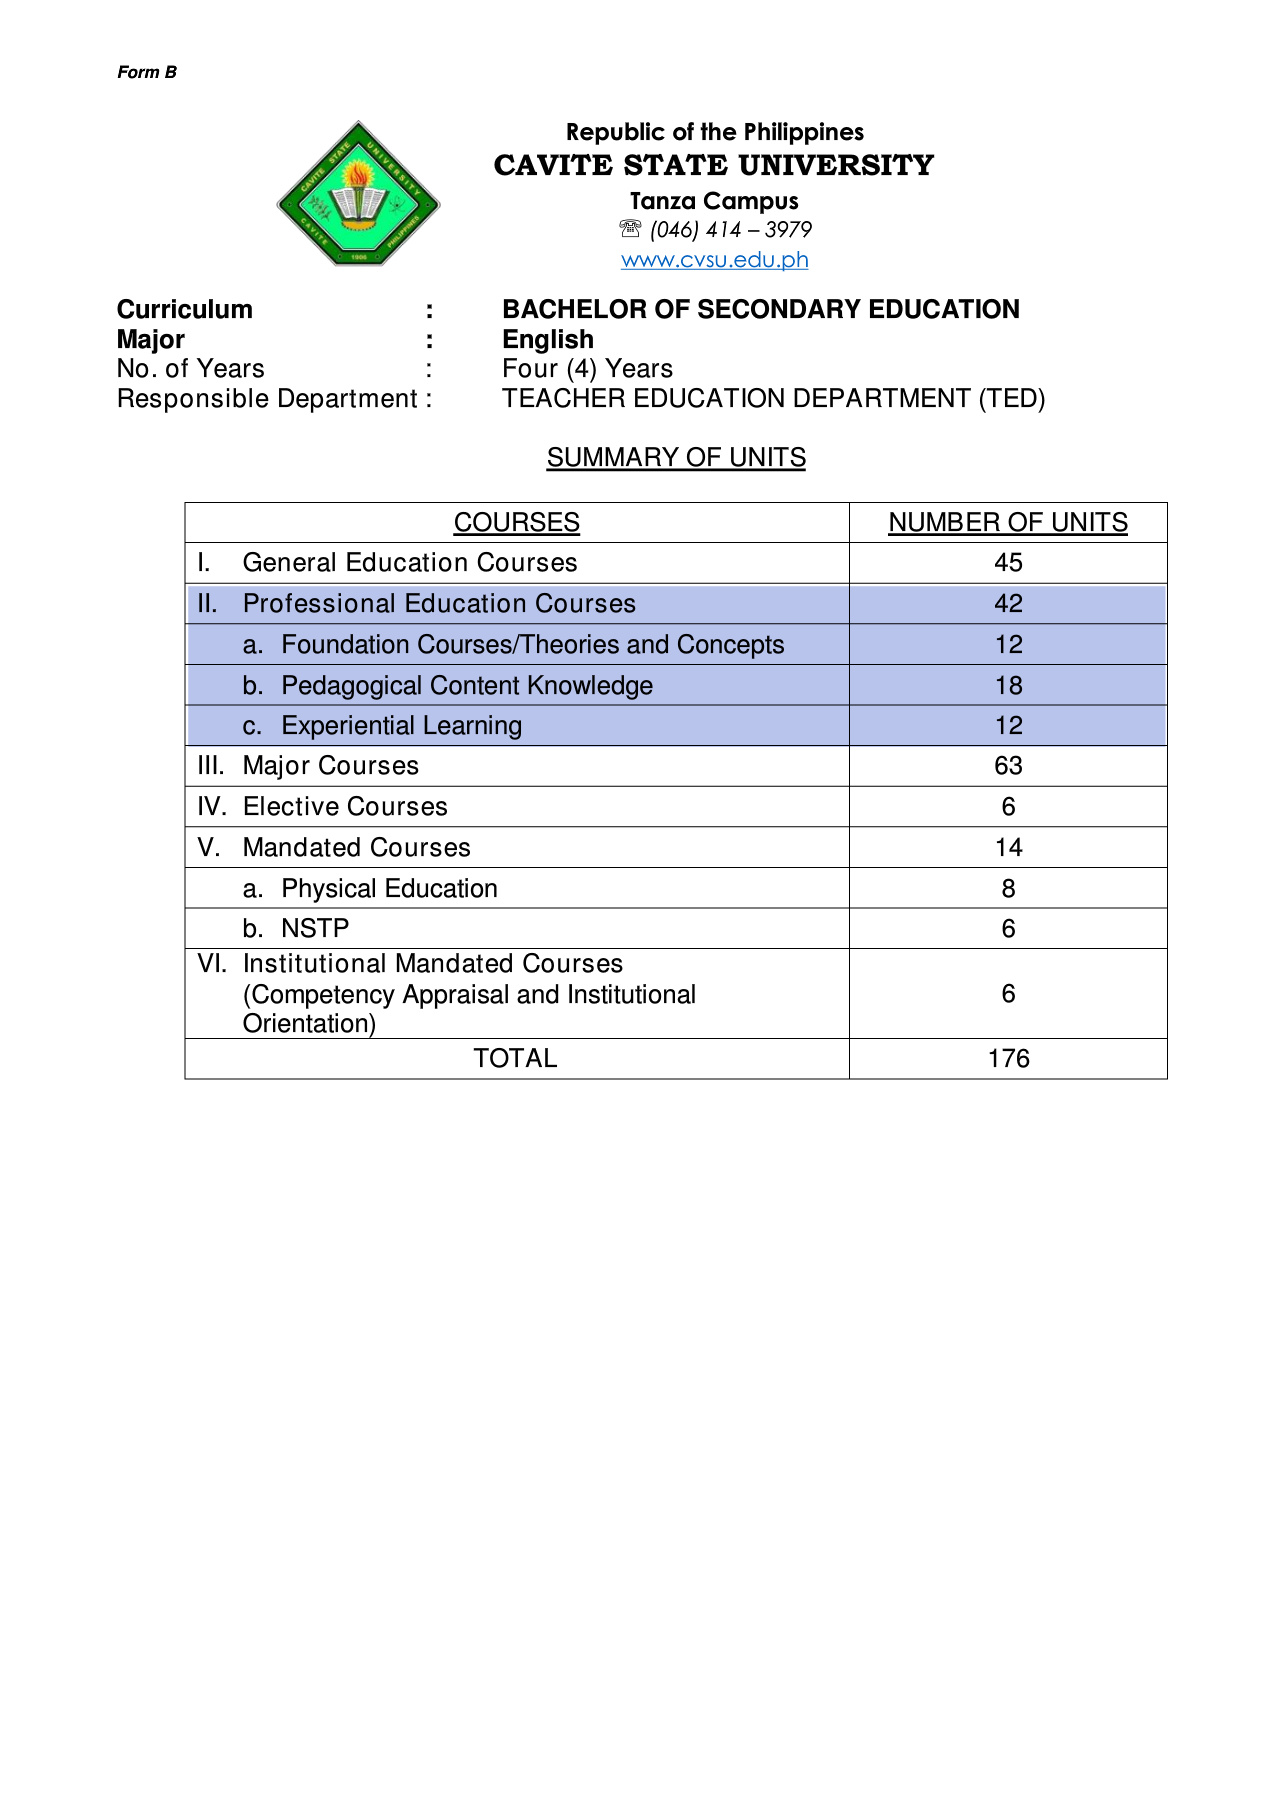 Form B
Republic of the Philippines
CAVITE STATE UNIVERSITY
Tanza Campus
(046) 414 – 3979
www.cvsu.edu.ph
CAVITE STATE UNIVERSITY
CAVITE 1906 PHILIPPINES
Curriculum : BACHELOR OF SECONDARY EDUCATION
Major : English
No. of Years : Four (4) Years
Responsible Department : TEACHER EDUCATION DEPARTMENT (TED)
SUMMARY OF UNITS
COURSES NUMBER OF UNITS
I. General Education Courses 45
II. Professional Education Courses 42
a. Foundation Courses/Theories and Concepts 12
b. Pedagogical Content Knowledge 18
c. Experiential Learning 12
III. Major Courses 63
IV. Elective Courses 6
V. Mandated Courses 14
a. Physical Education 8
b. NSTP 6
VI. Institutional Mandated Courses
(Competency Appraisal and Institutional 6
Orientation)
TOTAL 176